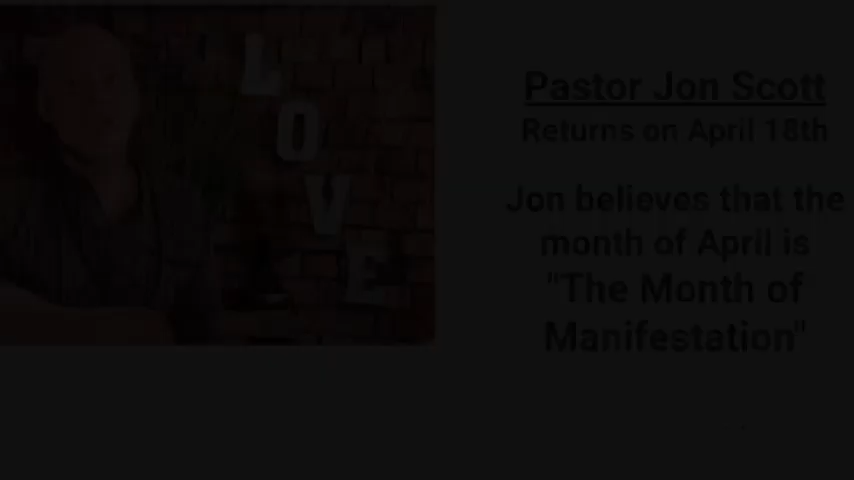 L
O
V
E
Pastor Jon Scott
Returns on April 18th
Jon believes that the
month of April is
"The Month of
Manifestation"